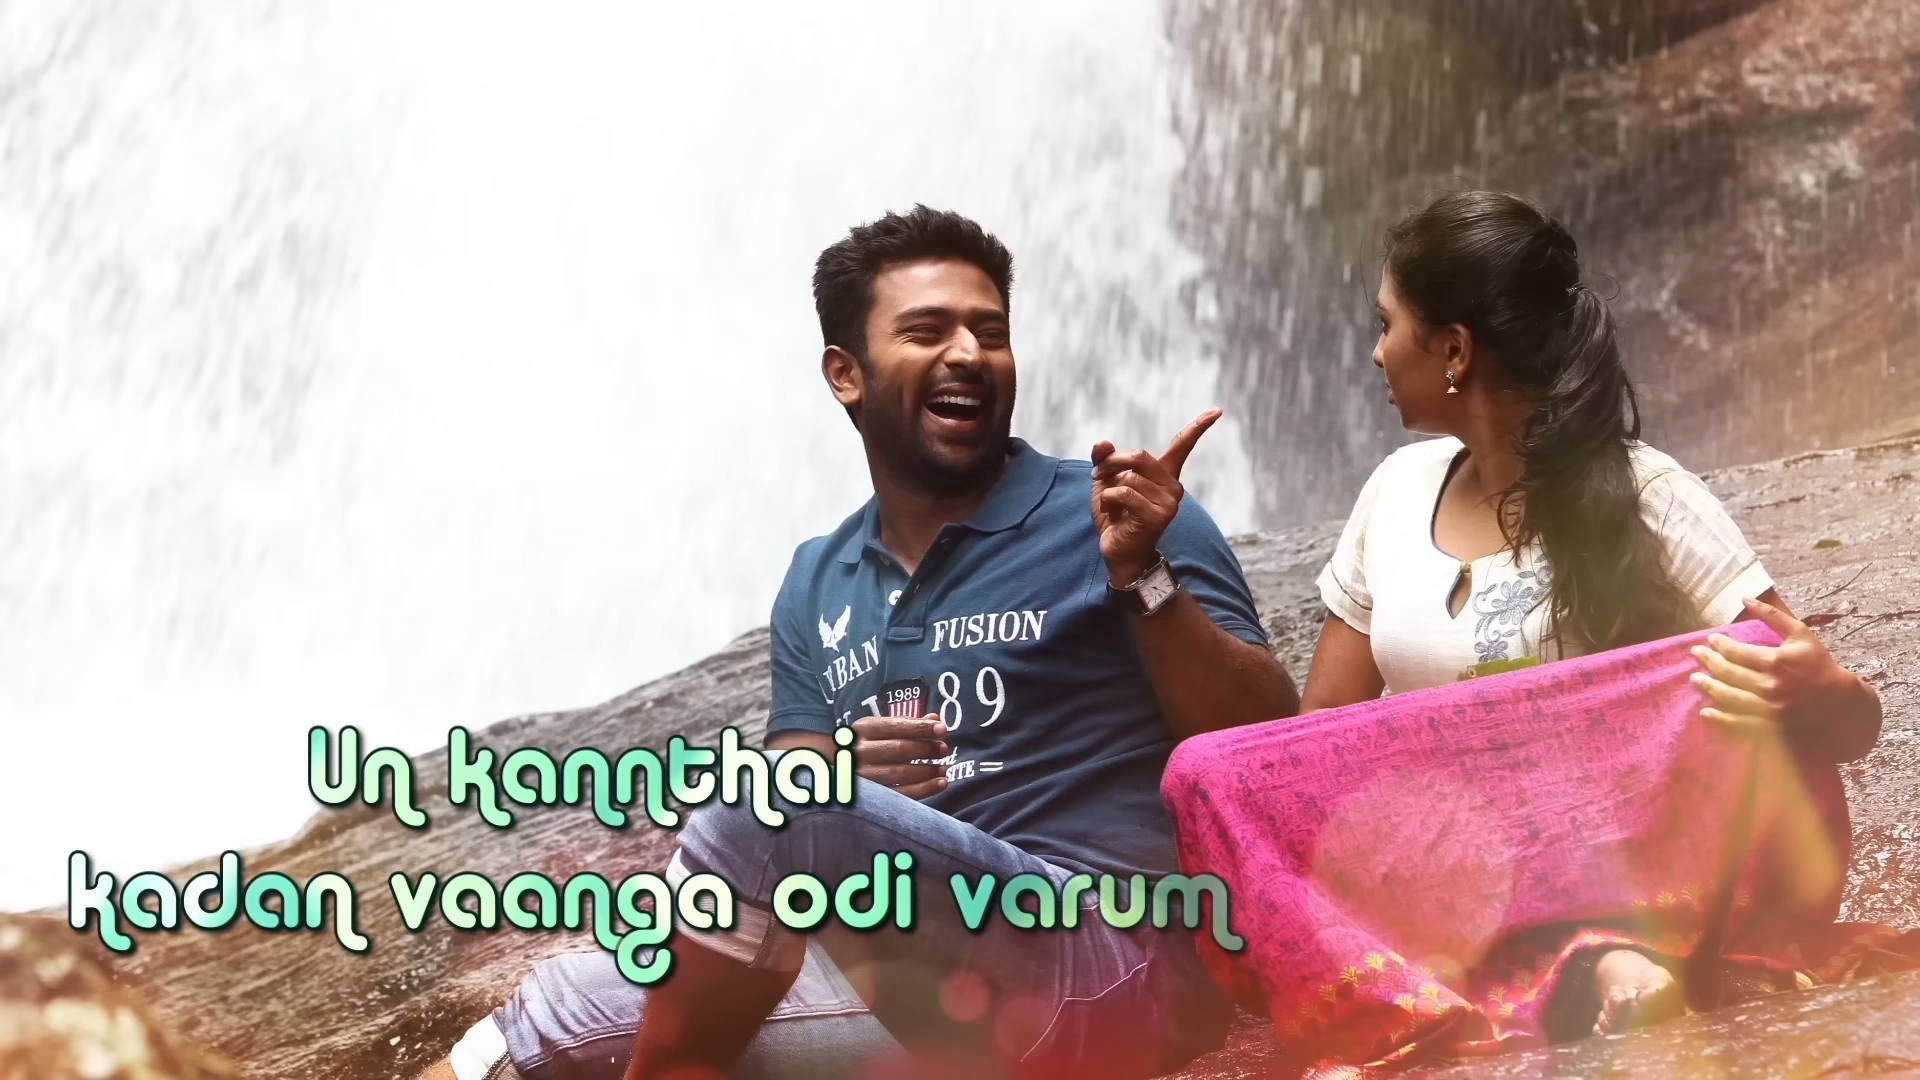 Un kannthai
kadan vaanga odi varum
FUSION
1989
89